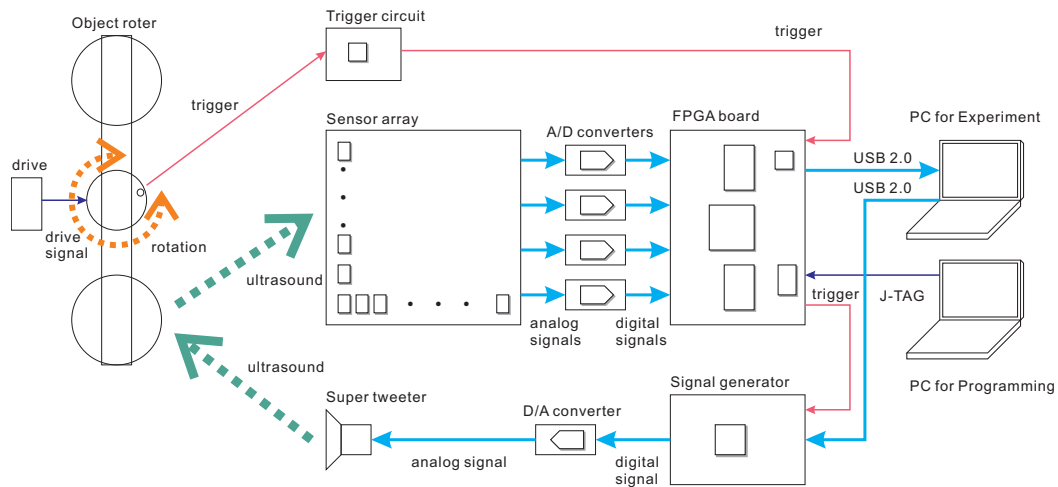 Object roter
Trigger circuit
trigger
trigger
Sensor array
A/D converters
FPGA board
PC for Experiment
drive
USB 2.0
USB 2.0
drive
signal
rotation
ultrasound
analog
signals
digital
signals
trigger
J-TAG
ultrasound
PC for Programming
Super tweeter
D/A converter
Signal generator
analog signal
digital
signal